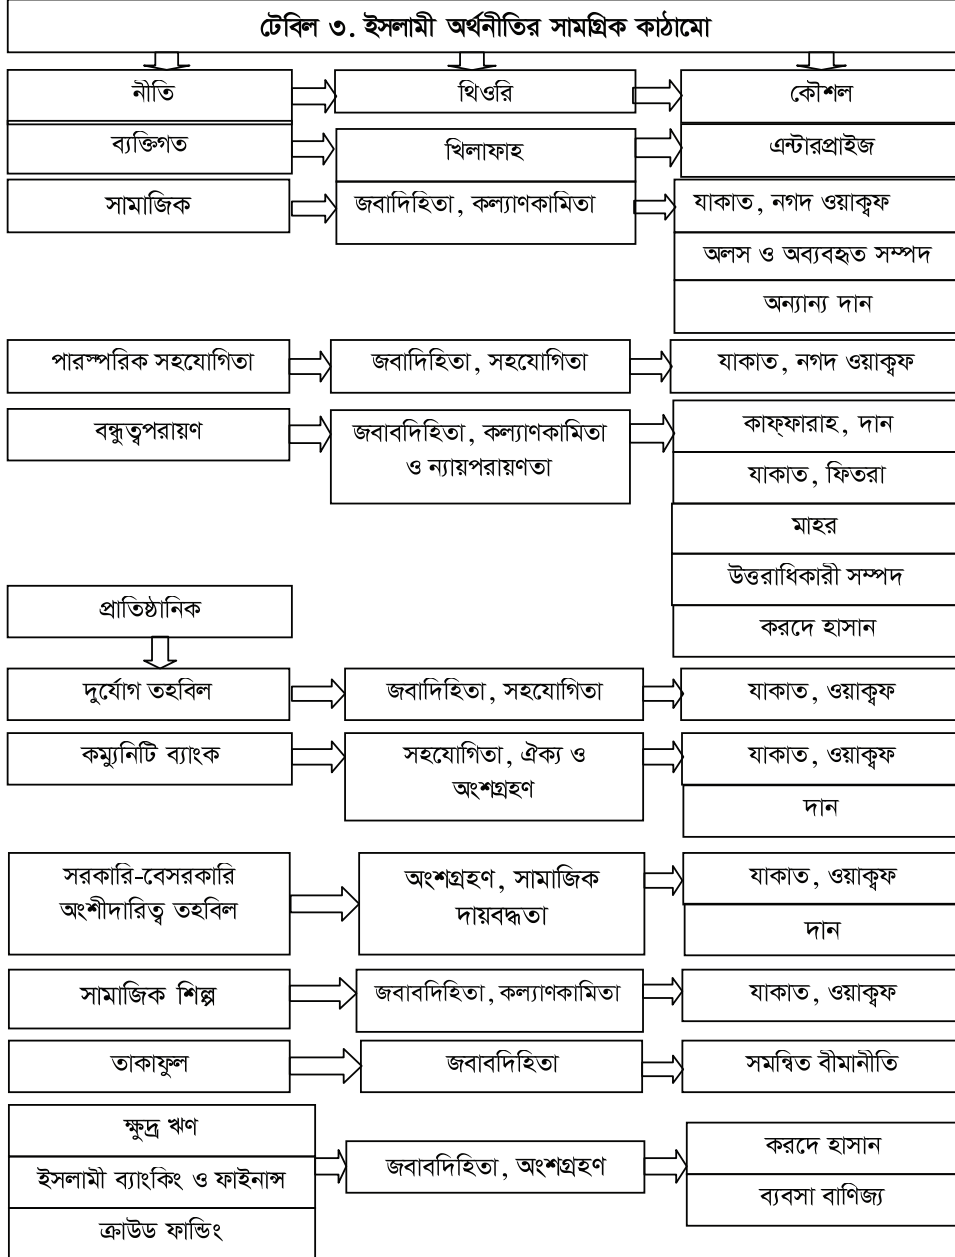 টেবিল ৩. ইসলামী অর্থনীতির সামগ্রিক কাঠামো
নীতি
থিওরি
কৌশল
ব্যক্তিগত
খিলাফাহ
এন্টারপ্রাইজ
সামাজিক
জবাদিহিতা, কল্যাণকামিতা
যাকাত, নগদ ওয়াক্বফ
অলস ও অব্যবহৃত সম্পদ
অন্যান্য দান
পারস্পরিক সহযোগিতা
জবাদিহিতা, সহযোগিতা
যাকাত, নগদ ওয়াক্বফ
বন্ধুত্বপরায়ণ
জবাবদিহিতা, কল্যাণকামিতা
ও ন্যায়পরায়ণতা
কাফ্ফারাহ, দান
যাকাত, ফিতরা
মাহর
উত্তরাধিকারী সম্পদ
করদে হাসান
প্রাতিষ্ঠানিক
দুর্যোগ তহবিল
জবাদিহিতা, সহযোগিতা
যাকাত, ওয়াক্বফ
কম্যুনিটি ব্যাংক
সহযোগিতা, ঐক্য ও
অংশগ্রহণ
যাকাত, ওয়াক্বফ
দান
সরকারি-বেসরকারি
অংশীদারিত্ব তহবিল
অংশগ্রহণ, সামাজিক
দায়বদ্ধতা
যাকাত, ওয়াক্বফ
দান
সামাজিক শিল্প
জবাবদিহিতা, কল্যাণকামিতা
যাকাত, ওয়াক্বফ
তাকাফুল
জবাবদিহিতা
সমন্বিত বীমানীতি
ক্ষুদ্র ঋণ
ইসলামী ব্যাংকিং ও ফাইনান্স
ক্রাউড ফান্ডিং
জবাবদিহিতা, অংশগ্রহণ
করদে হাসান
ব্যবসা বাণিজ্য